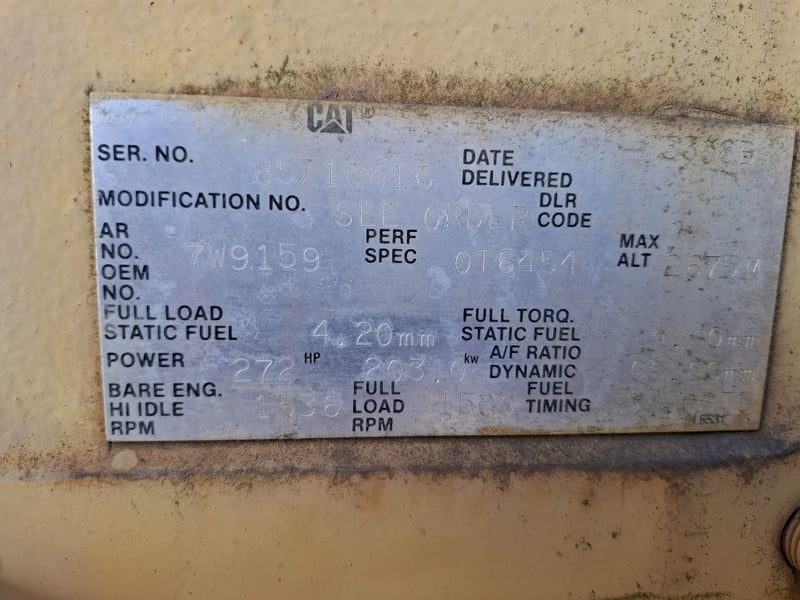 CAT®
SER. NO. 85Z10416 DATE DELIVERED
MODIFICATION NO. SEE ORDER DLR CODE
AR NO. 7W9159 PERF SPEC 0T6454 MAX ALT
OEM NO.
FULL LOAD STATIC FUEL 4.20mm FULL TORQ. STATIC FUEL
POWER 272 HP 203.0 kw A/F RATIO DYNAMIC
BARE ENG. HI IDLE RPM 1536 FULL LOAD RPM 1500 FUEL TIMING